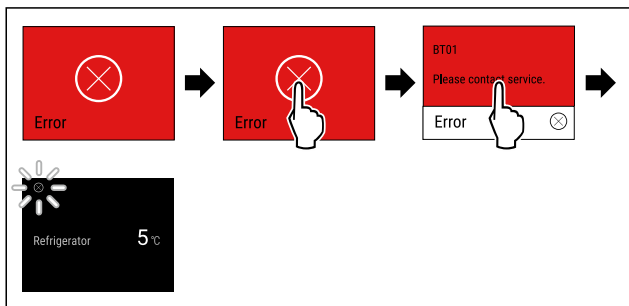 Error
Error
BT01
Please contact service.
Error
Refrigerator 5 °C